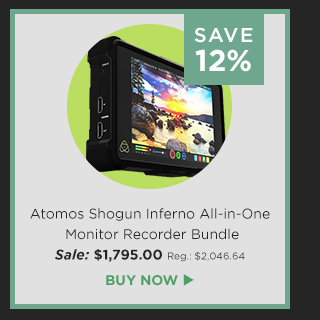 SAVE
12%
Atomos Shogun Inferno All-in-One
Monitor Recorder Bundle
Sale: $1,795.00 Reg.: $2,046.64
BUY NOW ▶